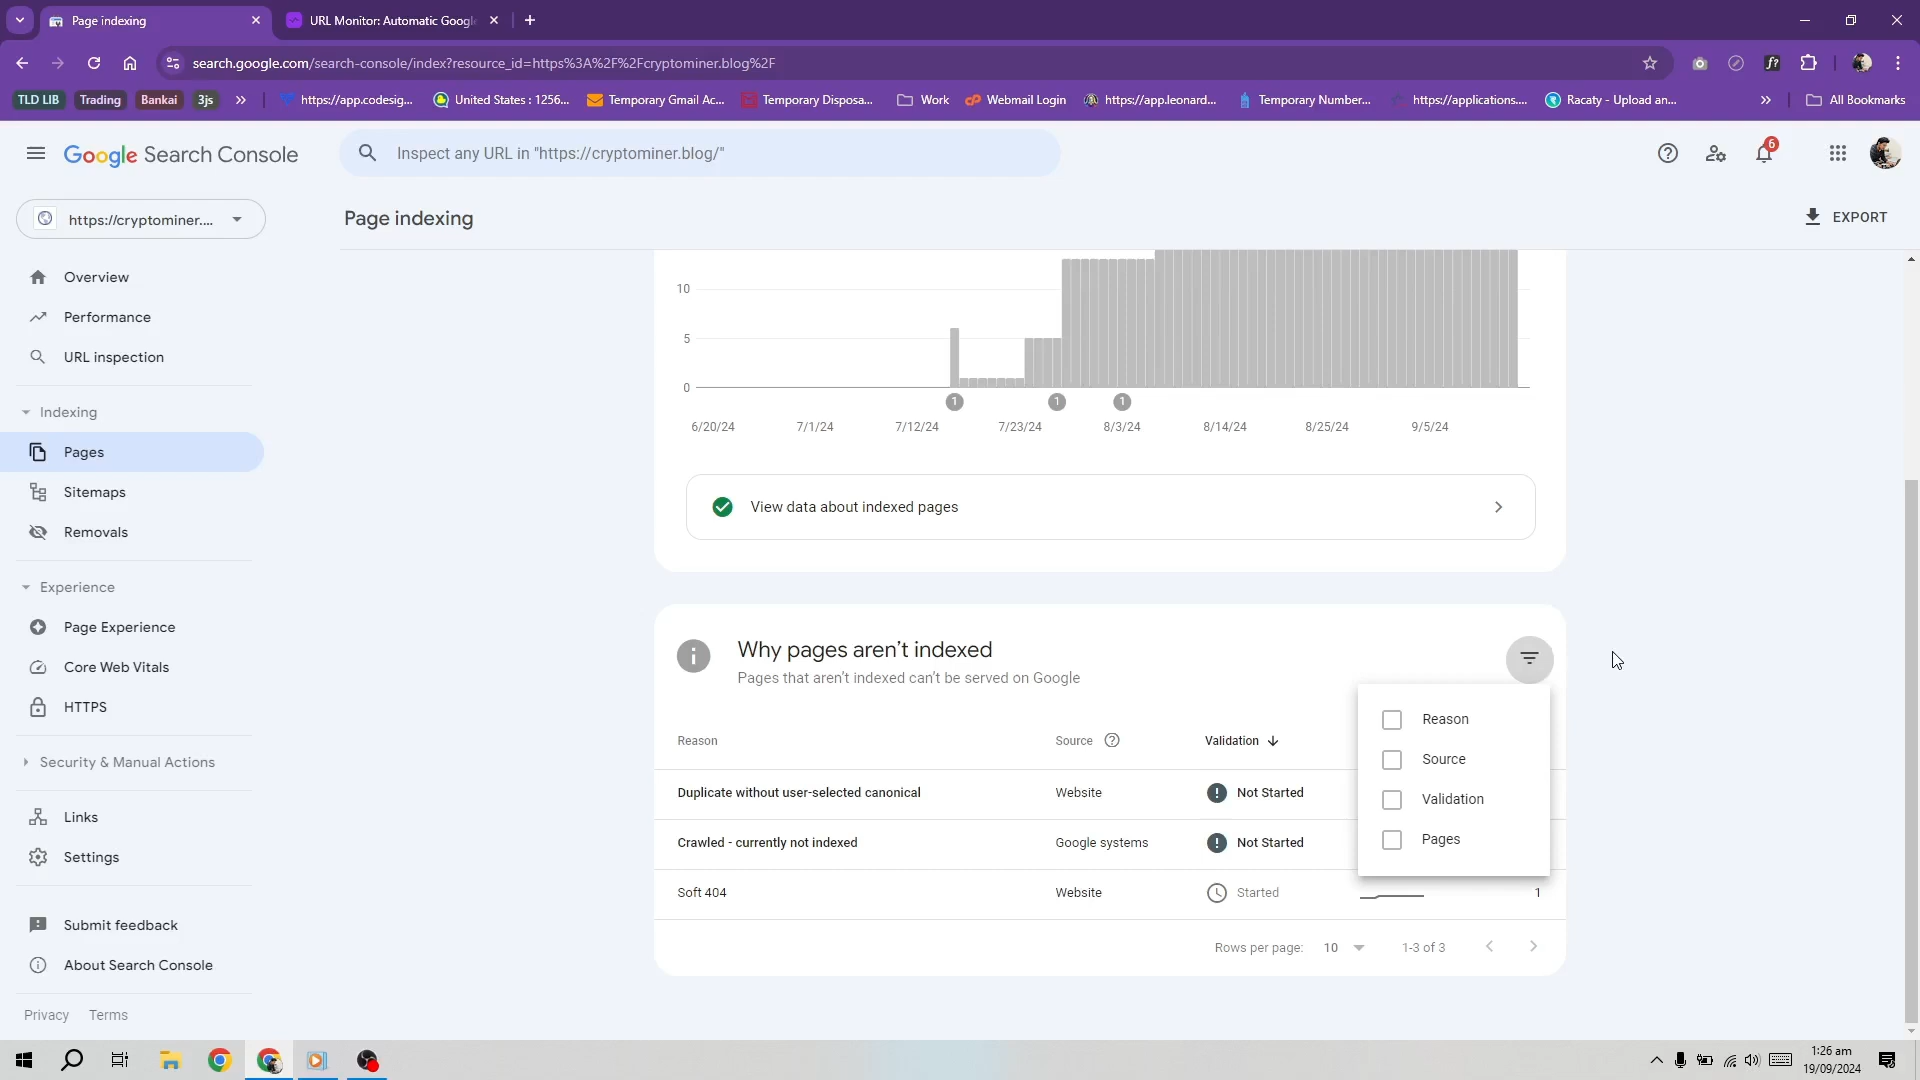 Page indexing
URL Monitor: Automatic Googl
search.google.com/search-console/index?resource_id=https%3A%2F%2Fcryptominer.blog%2F
TLD LIB
Trading
Bankai
3js
https://app.codesig...
United States : 1256...
Temporary Gmail Ac...
Temporary Disposa...
Work
Webmail Login
https://app.leonard...
Temporary Number...
https://applications....
Racaty - Upload an...
All Bookmarks
Google Search Console
Inspect any URL in "https://cryptominer.blog/"
6
https://cryptominer....
Page indexing
EXPORT
Overview
Performance
URL inspection
Indexing
Pages
Sitemaps
Removals
Experience
Page Experience
Core Web Vitals
HTTPS
Security & Manual Actions
Links
Settings
Submit feedback
About Search Console
Privacy
Terms
10
5
0
1
1
1
6/20/24
7/1/24
7/12/24
7/23/24
8/3/24
8/14/24
8/25/24
9/5/24
View data about indexed pages
Why pages aren't indexed
Pages that aren't indexed can't be served on Google
Reason
Source
Validation
Duplicate without user-selected canonical
Website
Not Started
Crawled - currently not indexed
Google systems
Not Started
Soft 404
Website
Started
1
Reason
Source
Validation
Pages
Rows per page:
10
1-3 of 3
1:26 am
19/09/2024